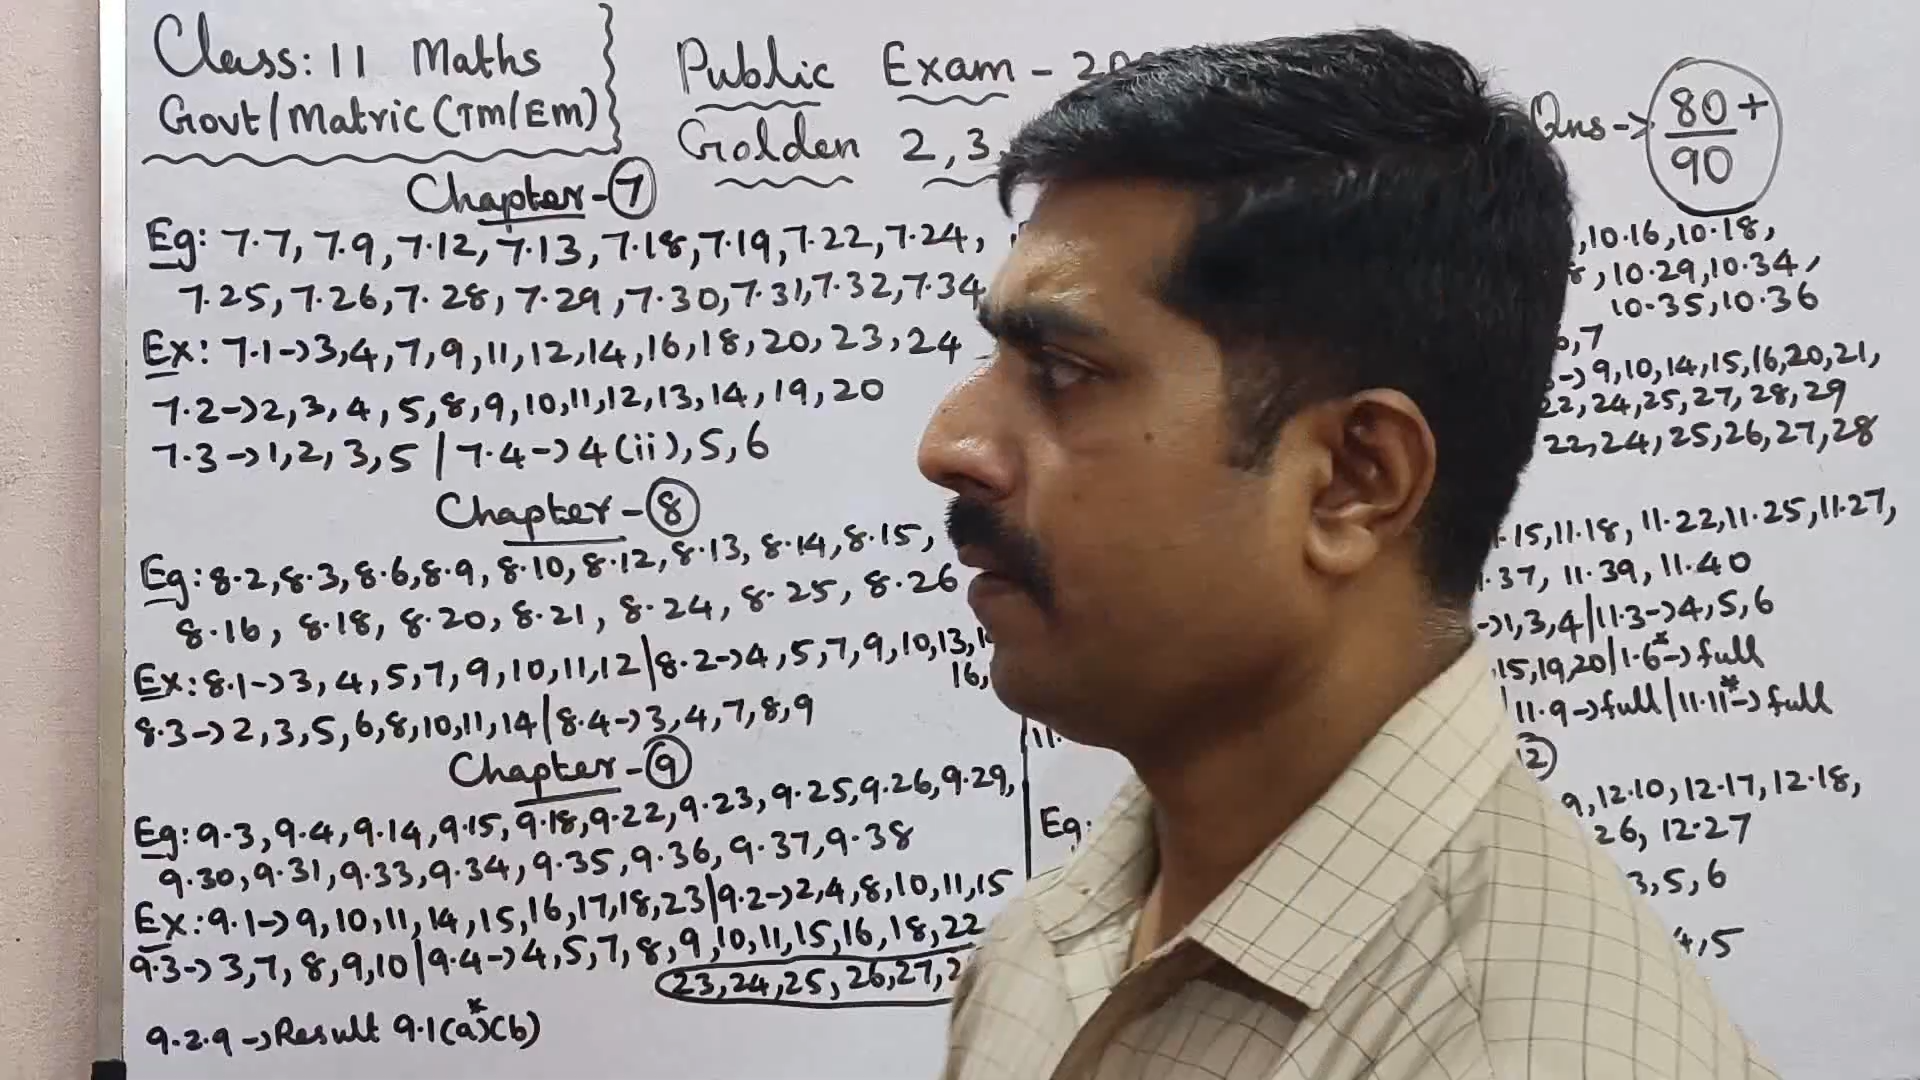 Class: 11 Maths
Govt/Matric (TM/EM)
Public Exam - 20
Golden 2,3
Qns -> 80+/90
Chapter - 7
Eg: 7.7, 7.9, 7.12, 7.13, 7.18, 7.19, 7.22, 7.24,
7.25, 7.26, 7.28, 7.29, 7.30, 7.31, 7.32, 7.34
Ex: 7.1 -> 3, 4, 7, 9, 11, 12, 14, 16, 18, 20, 23, 24
7.2 -> 2, 3, 4, 5, 8, 9, 10, 11, 12, 13, 14, 19, 20
7.3 -> 1, 2, 3, 5 | 7.4 -> 4(ii), 5, 6
Chapter - 8
Eg: 8.2, 8.3, 8.6, 8.9, 8.10, 8.12, 8.13, 8.14, 8.15,
8.16, 8.18, 8.20, 8.21, 8.24, 8.25, 8.26
Ex: 8.1 -> 3, 4, 5, 7, 9, 10, 11, 12 | 8.2 -> 4, 5, 7, 9, 10, 13,
16,
8.3 -> 2, 3, 5, 6, 8, 10, 11, 14 | 8.4 -> 3, 4, 7, 8, 9
Chapter - 9
Eg: 9.3, 9.4, 9.14, 9.15, 9.18, 9.22, 9.23, 9.25, 9.26, 9.29,
9.30, 9.31, 9.33, 9.34, 9.35, 9.36, 9.37, 9.38
Ex: 9.1 -> 9, 10, 11, 14, 15, 16, 17, 18, 23 | 9.2 -> 2, 4, 8, 10, 11, 15
9.3 -> 3, 7, 8, 9, 10 | 9.4 -> 4, 5, 7, 8, 9, 10, 11, 15, 16, 18, 22
23, 24, 25, 26, 27, 2
9.2.9 -> Result 9.1(a)*(b)
, 10.16, 10.18,
, 10.29, 10.34,
10.35, 10.36
, 7
-> 9, 10, 14, 15, 16, 20, 21,
22, 24, 25, 27, 28, 29
22, 24, 25, 26, 27, 28
.15, 11.18, 11.22, 11.25, 11.27,
.37, 11.39, 11.40
-> 1, 3, 4 | 11.3 -> 4, 5, 6
15, 19, 20 | 1.6* -> full
11. | 11.9 -> full | 11.11* -> full
2
Eg: 9, 12.10, 12.17, 12.18,
26, 12.27
3, 5, 6
4, 5